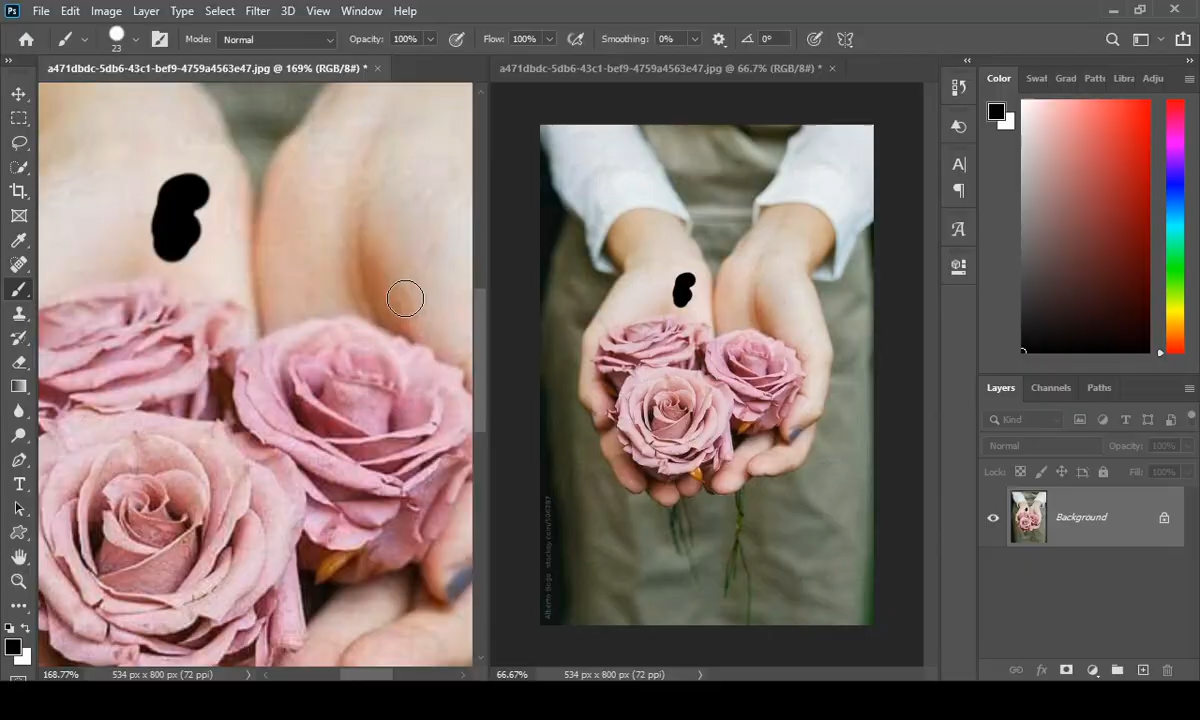 Ps File Edit Image Layer Type Select Filter 3D View Window Help
23 Mode: Normal Opacity: 100% Flow: 100% Smoothing: 0% 0°
a471dbdc-5db6-43c1-bef9-4759a4563e47.jpg @ 169% (RGB/8#) * × a471dbdc-5db6-43c1-bef9-4759a4563e47.jpg @ 66.7% (RGB/8#) * ×
Color Swat Grad Patt Libra Adju
Layers Channels Paths
Kind
Normal Opacity: 100%
Lock: Fill: 100%
Background
168.77% 534 px x 800 px (72 ppi) 66.67% 534 px x 800 px (72 ppi)